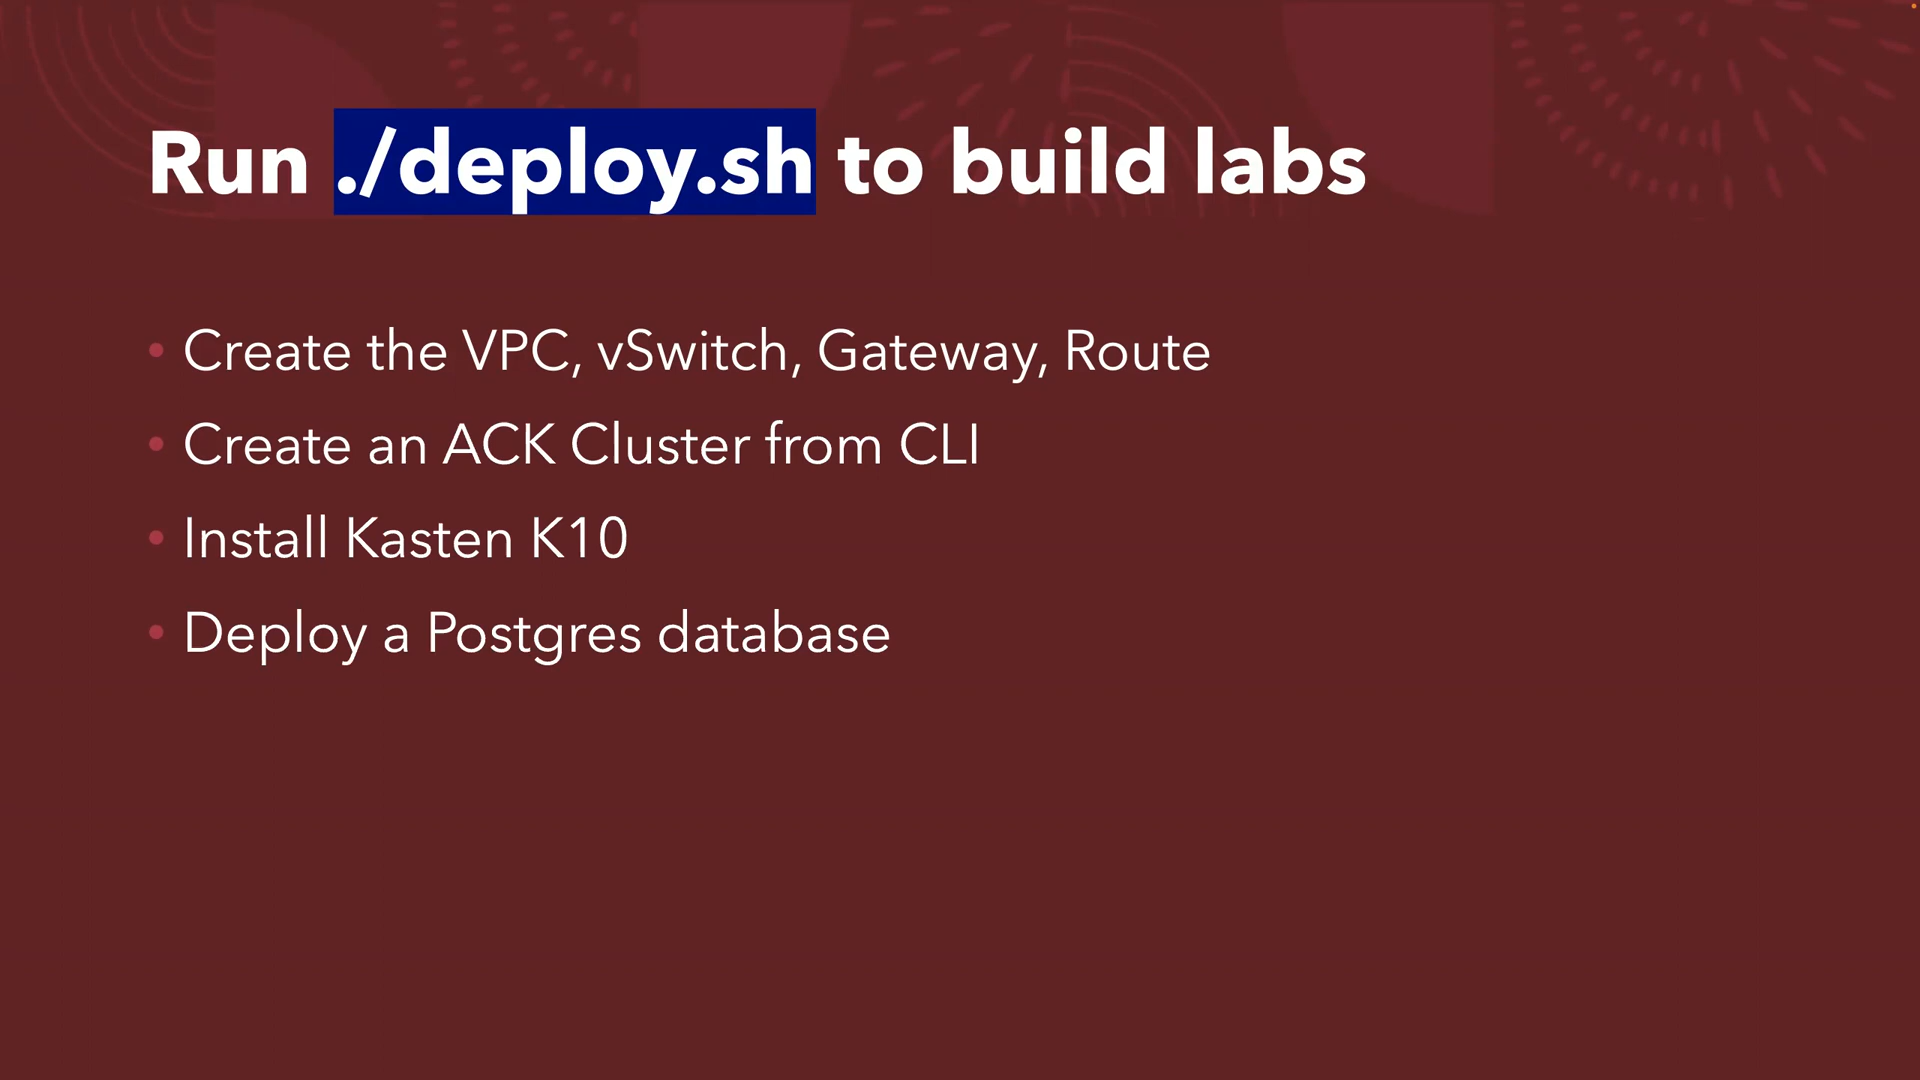 Run ./deploy.sh to build labs
• Create the VPC, vSwitch, Gateway, Route
• Create an ACK Cluster from CLI
• Install Kasten K10
• Deploy a Postgres database